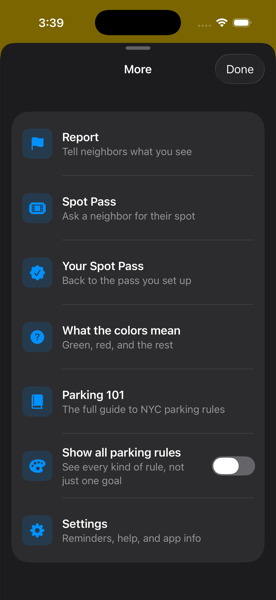 3:39
More
Done
Report
Tell neighbors what you see
Spot Pass
Ask a neighbor for their spot
Your Spot Pass
Back to the pass you set up
What the colors mean
Green, red, and the rest
Parking 101
The full guide to NYC parking rules
Show all parking rules
See every kind of rule, not
just one goal
Settings
Reminders, help, and app info